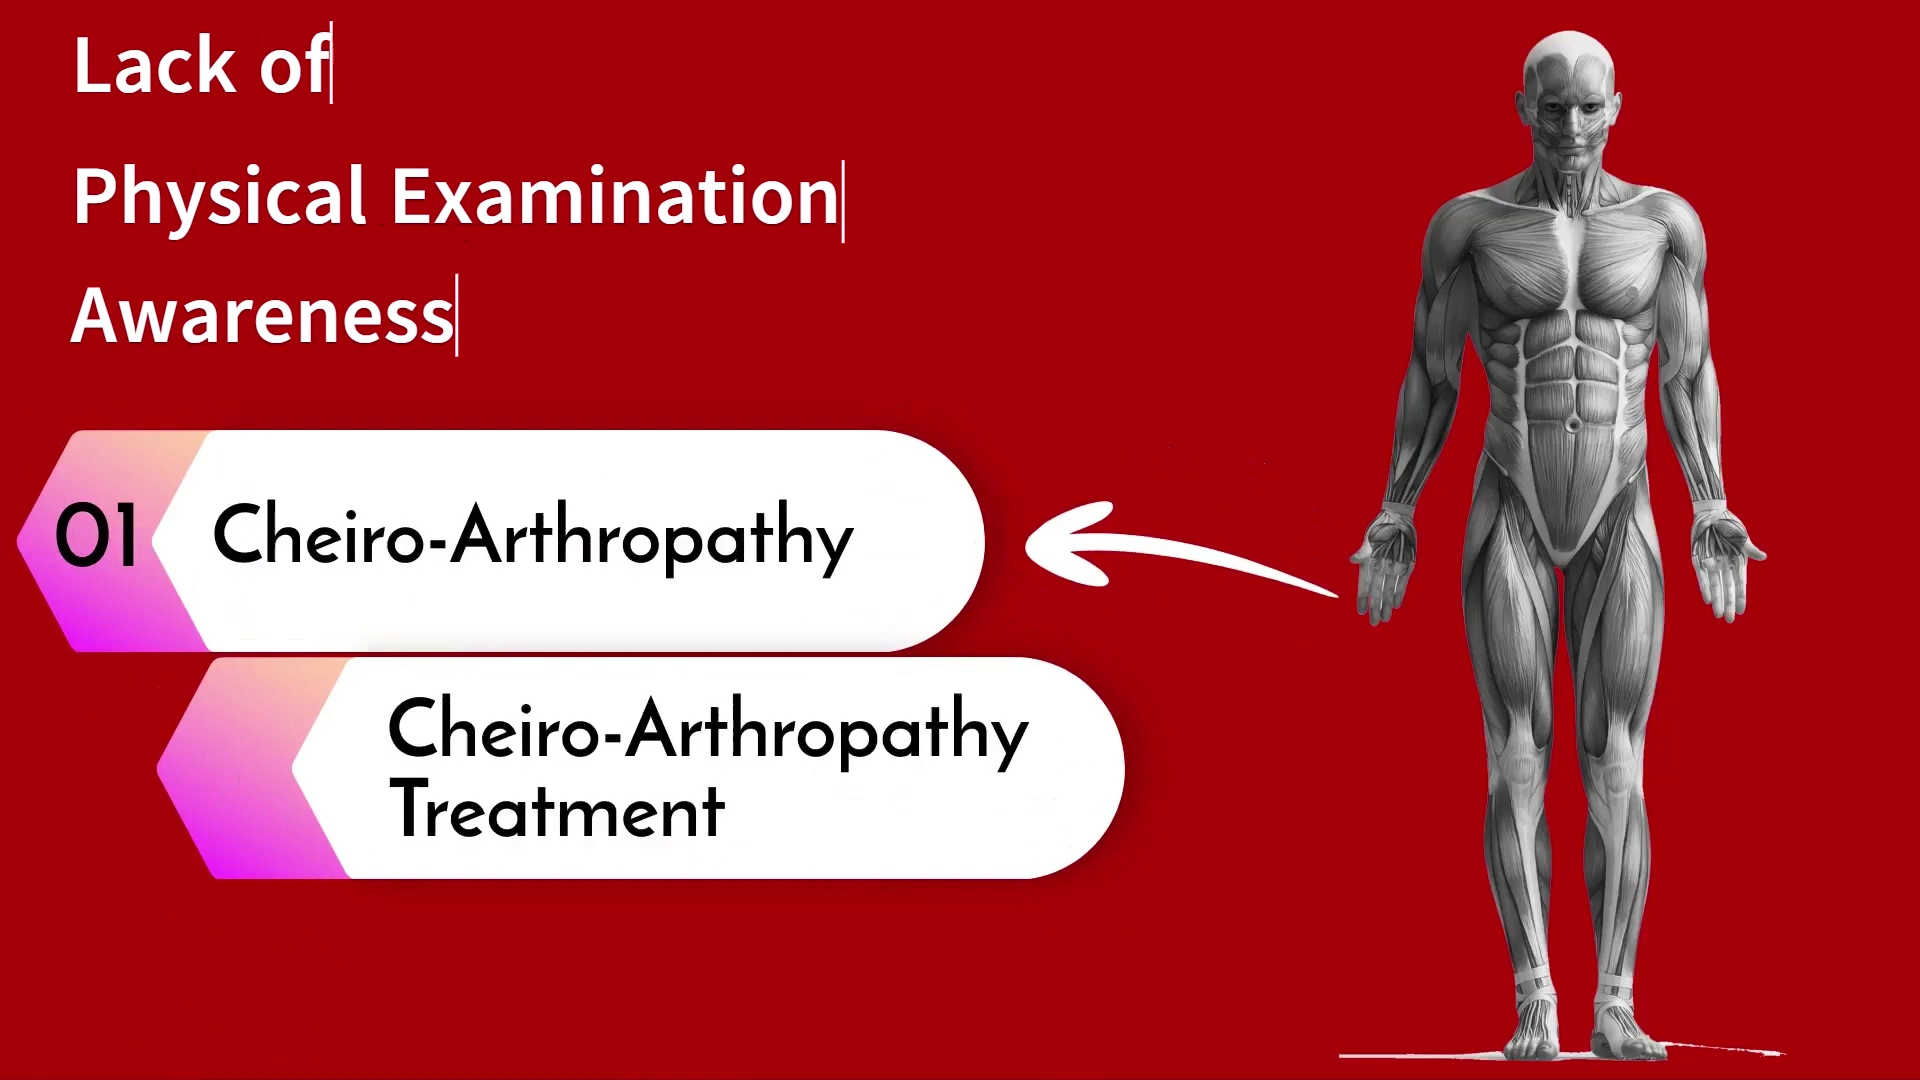 Lack of
Physical Examination
Awareness
01 Cheiro-Arthropathy
Cheiro-Arthropathy
Treatment